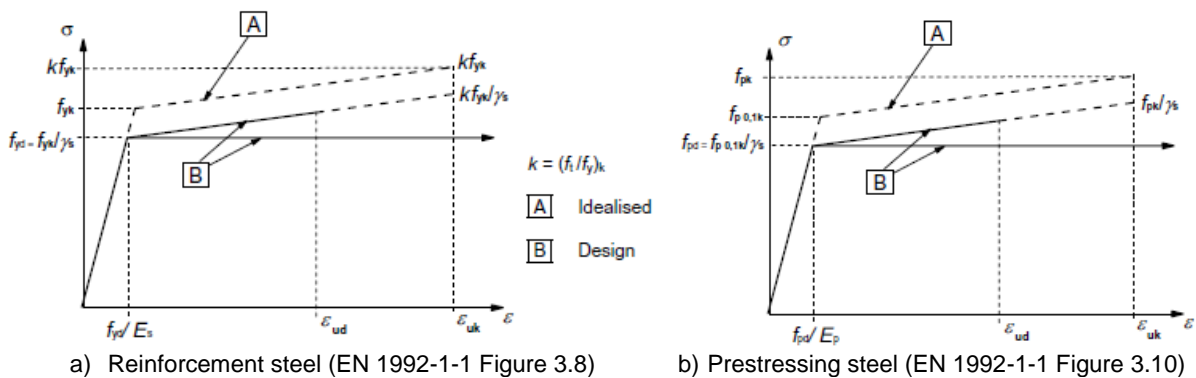 σ
A
kfyk
kfyk
kfyk/γs
fyk
fyd = fyk/γs
B
k = (ft/fy)k
A Idealised
B Design
fyd/ Es
εud
εuk
ε
a) Reinforcement steel (EN 1992-1-1 Figure 3.8)
σ
A
fpk
fpk/γs
fp 0,1k
fpd = fp 0,1k/γs
B
fpd/ Ep
εud
εuk
ε
b) Prestressing steel (EN 1992-1-1 Figure 3.10)